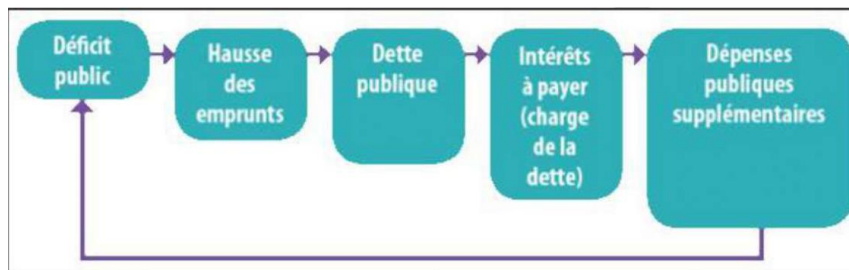 Déficit
public
Hausse
des
emprunts
Dette
publique
Intérêts
à payer
(charge
de la
dette)
Dépenses
publiques
supplémentaires